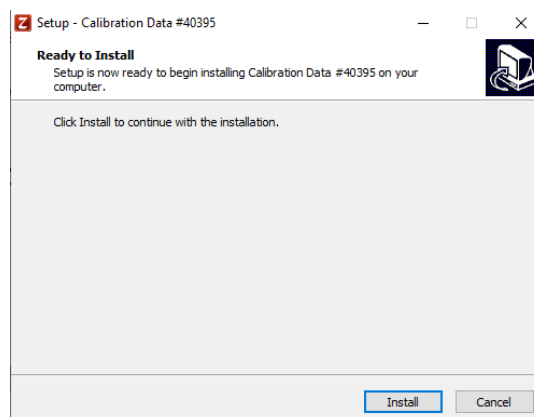 Setup - Calibration Data #40395
Ready to Install
Setup is now ready to begin installing Calibration Data #40395 on your
computer.
Click Install to continue with the installation.
Install
Cancel